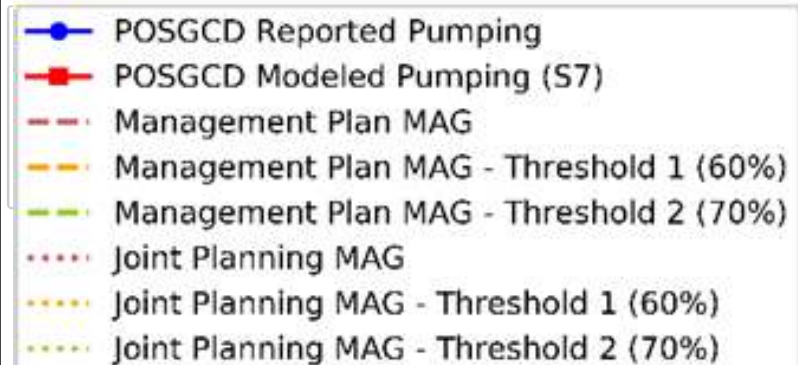 POSGCD Reported Pumping
POSGCD Modeled Pumping (S7)
Management Plan MAG
Management Plan MAG - Threshold 1 (60%)
Management Plan MAG - Threshold 2 (70%)
Joint Planning MAG
Joint Planning MAG - Threshold 1 (60%)
Joint Planning MAG - Threshold 2 (70%)